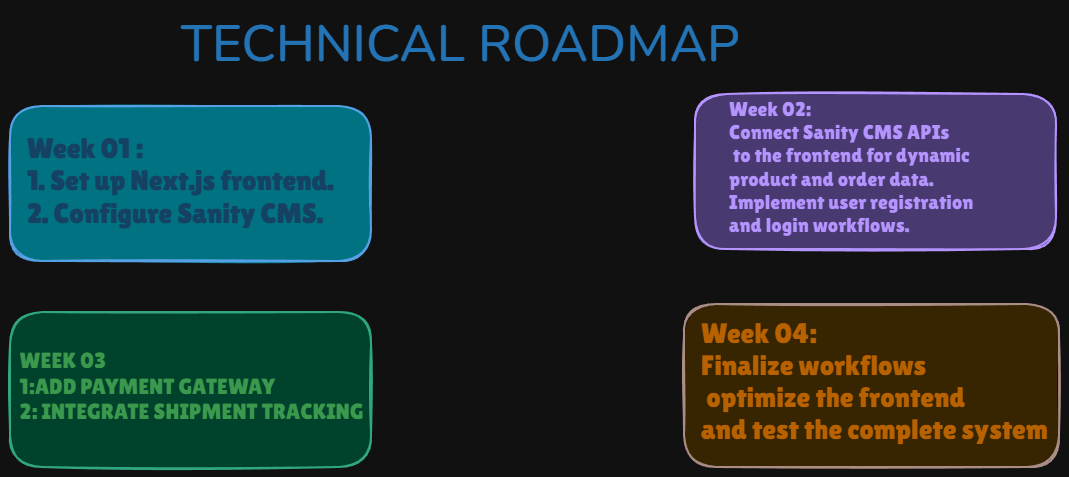 TECHNICAL ROADMAP
Week 01 :
1. Set up Next.js frontend.
2. Configure Sanity CMS.
Week 02:
Connect Sanity CMS APIs
to the frontend for dynamic
product and order data.
Implement user registration
and login workflows.
WEEK 03
1:ADD PAYMENT GATEWAY
2: INTEGRATE SHIPMENT TRACKING
Week 04:
Finalize workflows
optimize the frontend
and test the complete system